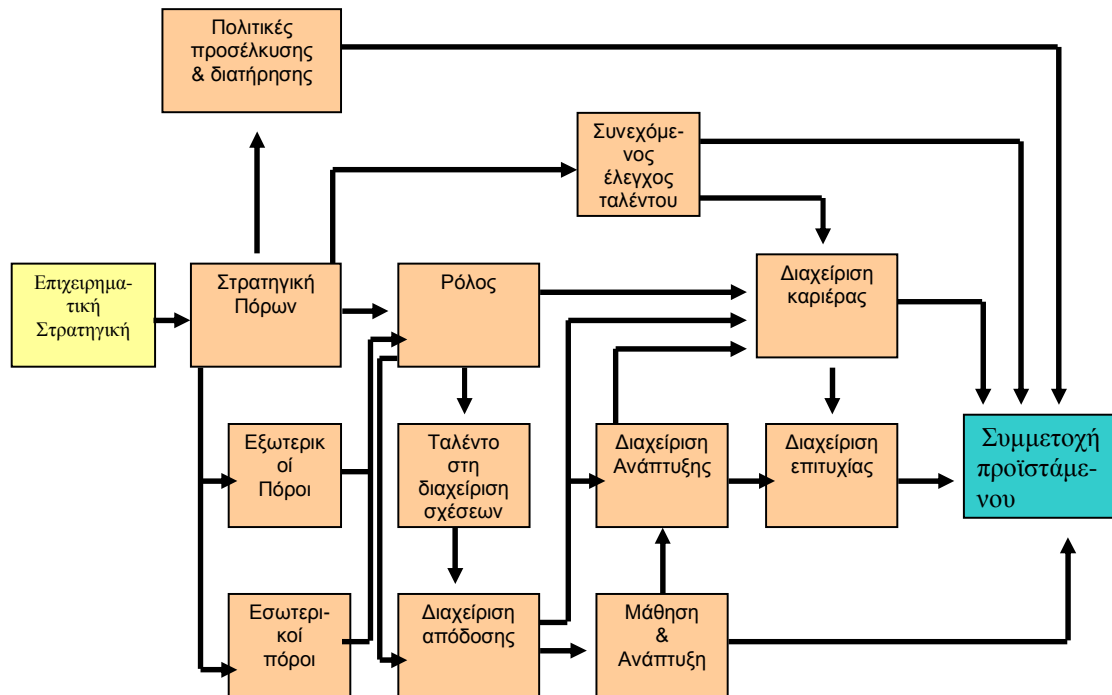 Πολιτικές
προσέλκυσης
& διατήρησης
Συνεχόμε-
νος
έλεγχος
ταλέντου
Επιχειρημα-
τική
Στρατηγική
Στρατηγική
Πόρων
Ρόλος
Διαχείριση
καριέρας
Εξωτερικ
οί
Πόροι
Ταλέντο
στη
διαχείριση
σχέσεων
Διαχείριση
Ανάπτυξης
Διαχείριση
επιτυχίας
Συμμετοχή
προϊστάμε-
νου
Εσωτερι-
κοί
πόροι
Διαχείριση
απόδοσης
Μάθηση
&
Ανάπτυξη